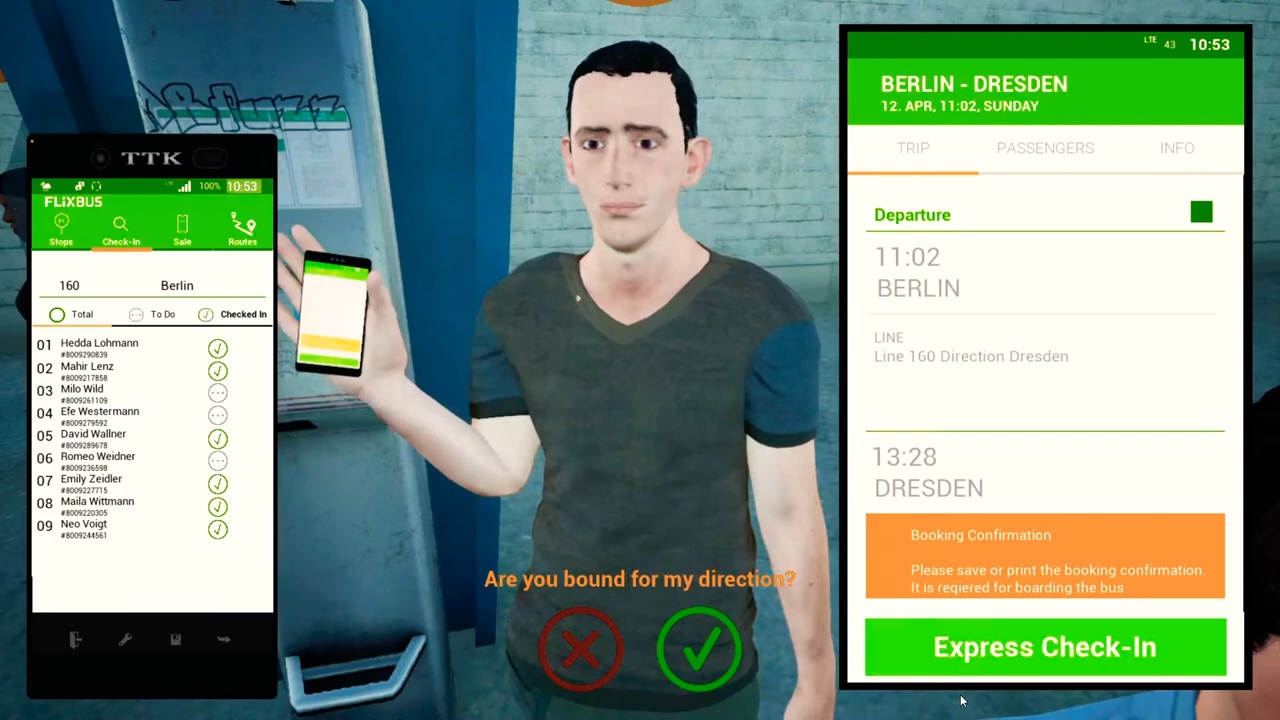 TTK
LTE
100%
10:53
FLiXBUS
H
Stops
Check-In
Sale
Routes
160 Berlin
Total
To Do
Checked In
01 Hedda Lohmann
#8009290839
02 Mahir Lenz
#8009217858
03 Milo Wild
#8009261109
04 Efe Westermann
#8009279592
05 David Wallner
#8009289678
06 Romeo Weidner
#8009236598
07 Emily Zeidler
#8009227715
08 Maila Wittmann
#8009220305
09 Neo Voigt
#8009244561
Are you bound for my direction?
LTE 43 10:53
BERLIN - DRESDEN
12. APR, 11:02, SUNDAY
TRIP PASSENGERS INFO
Departure
11:02
BERLIN
LINE
Line 160 Direction Dresden
13:28
DRESDEN
Booking Confirmation
Please save or print the booking confirmation.
It is reqiered for boarding the bus.
Express Check-In